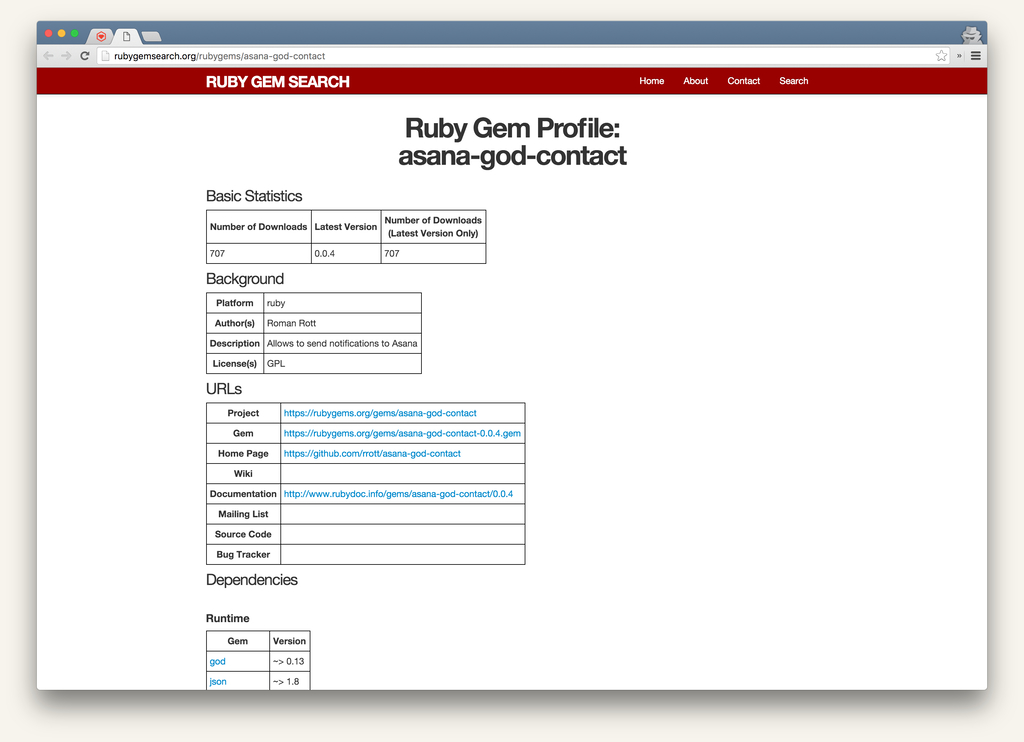 rubygemsearch.org/rubygems/asana-god-contact
»
RUBY GEM SEARCH Home About Contact Search
Ruby Gem Profile:
asana-god-contact
Basic Statistics
Number of Downloads Latest Version Number of Downloads
(Latest Version Only)
707 0.0.4 707
Background
Platform ruby
Author(s) Roman Rott
Description Allows to send notifications to Asana
License(s) GPL
URLs
Project https://rubygems.org/gems/asana-god-contact
Gem https://rubygems.org/gems/asana-god-contact-0.0.4.gem
Home Page https://github.com/rrott/asana-god-contact
Wiki
Documentation http://www.rubydoc.info/gems/asana-god-contact/0.0.4
Mailing List
Source Code
Bug Tracker
Dependencies
Runtime
Gem Version
god ~> 0.13
json ~> 1.8